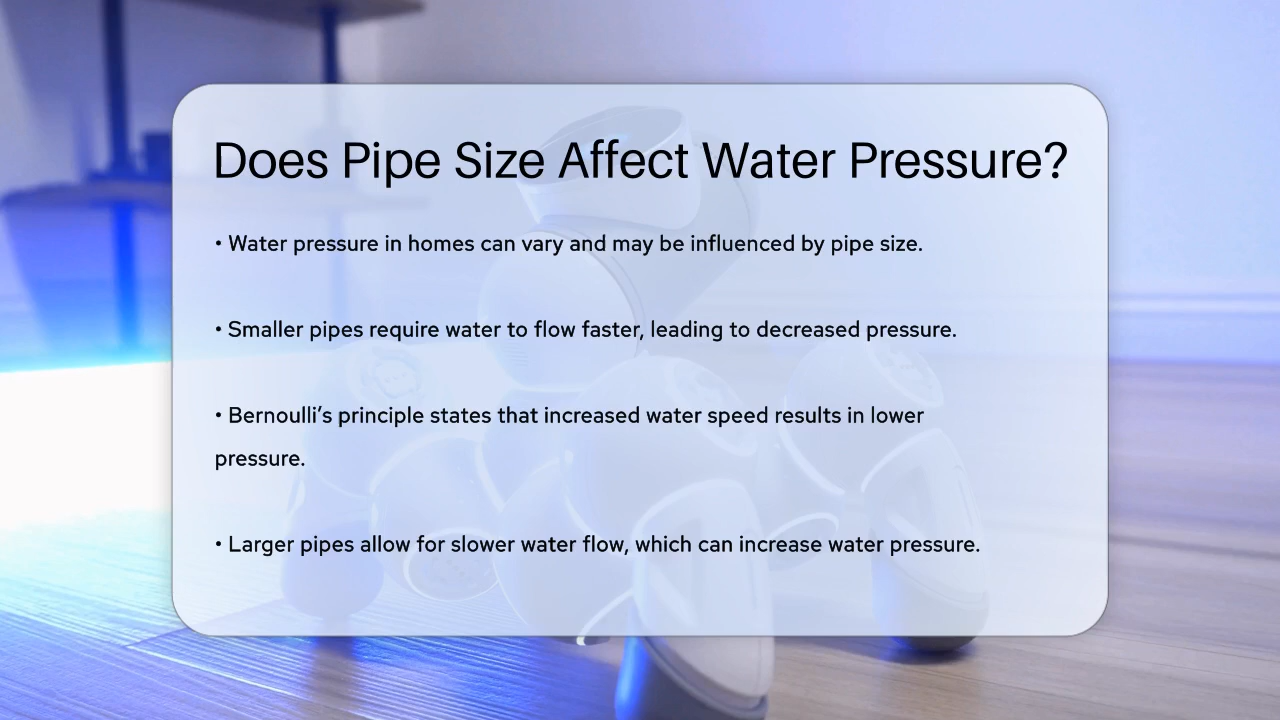 Does Pipe Size Affect Water Pressure?
• Water pressure in homes can vary and may be influenced by pipe size.
• Smaller pipes require water to flow faster, leading to decreased pressure.
• Bernoulli’s principle states that increased water speed results in lower
pressure.
• Larger pipes allow for slower water flow, which can increase water pressure.